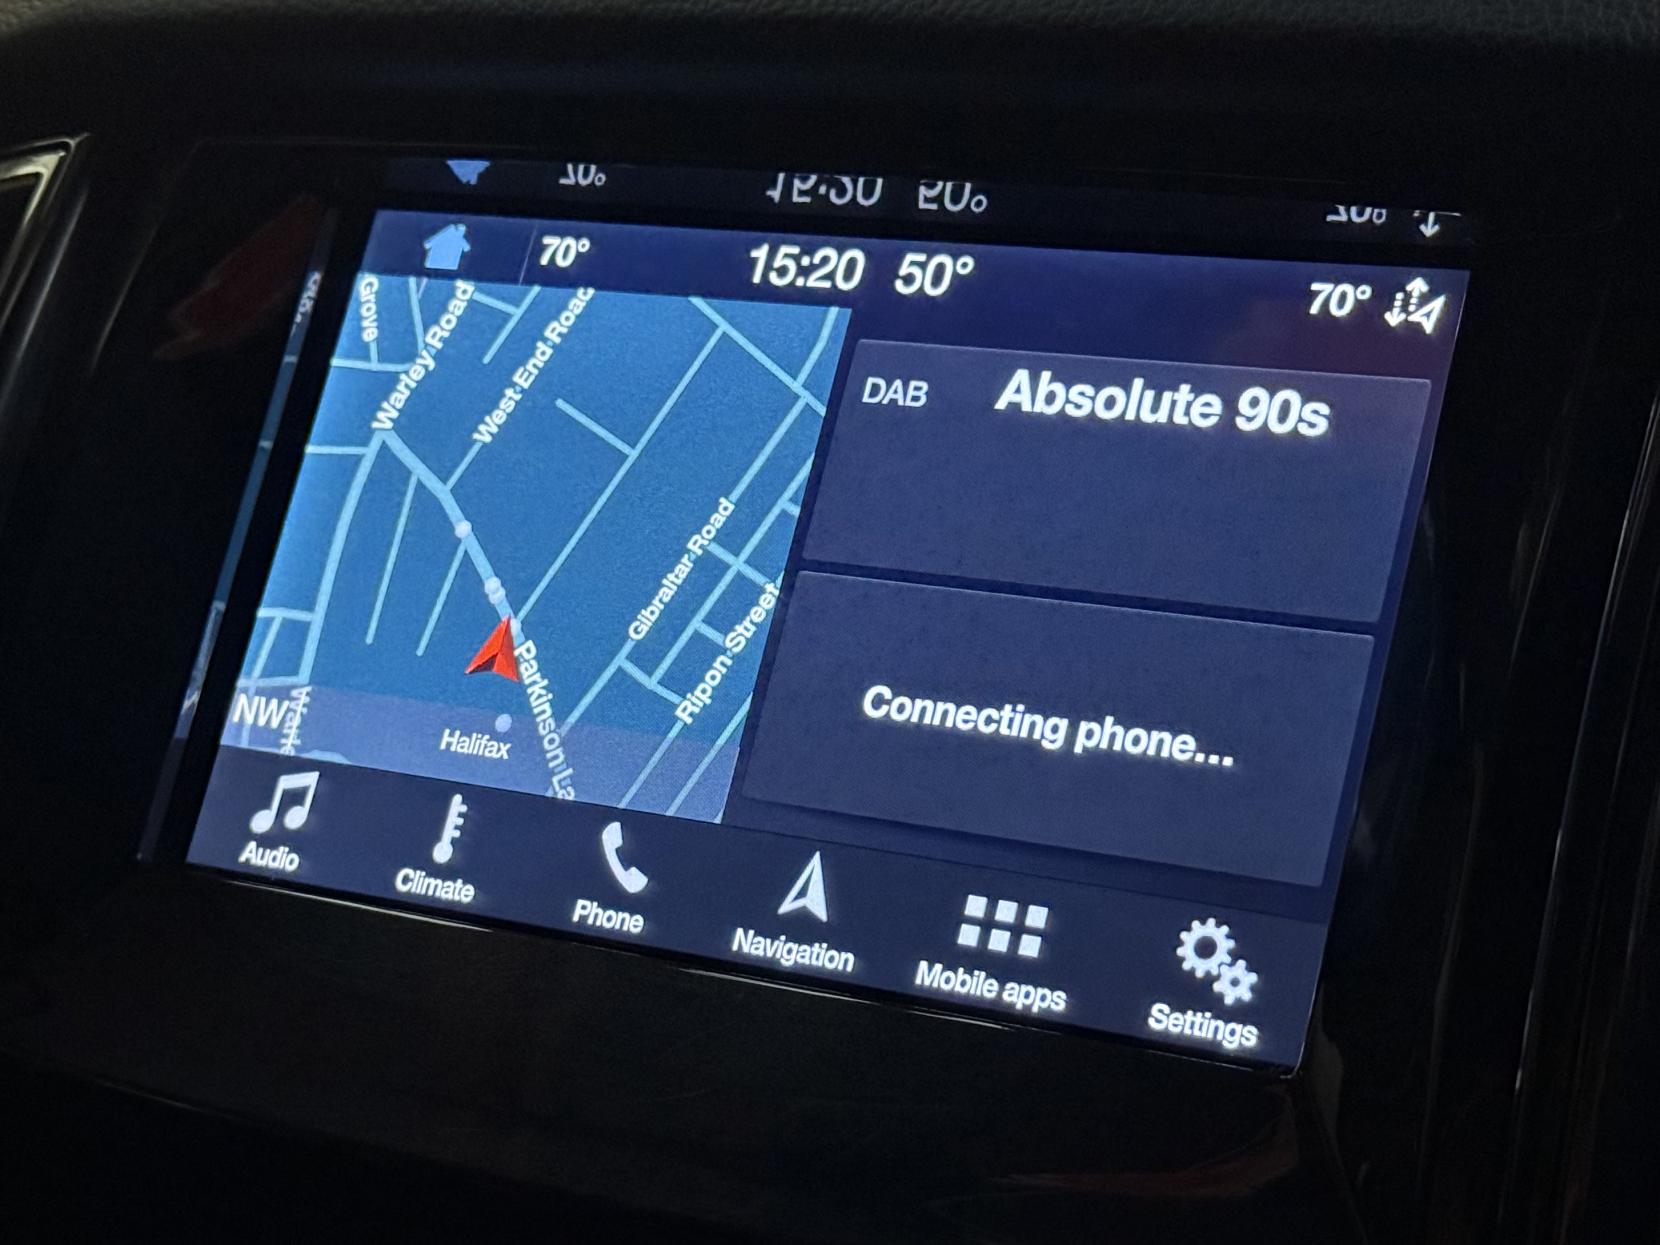 70° 15:20 50° 70°
Grove
Warley Road
West End Road
DAB Absolute 90s
Gibraltar Road
Ripon Street
Parkinson La
NW
Halifax
Connecting phone...
Audio
Climate
Phone
Navigation
Mobile apps
Settings